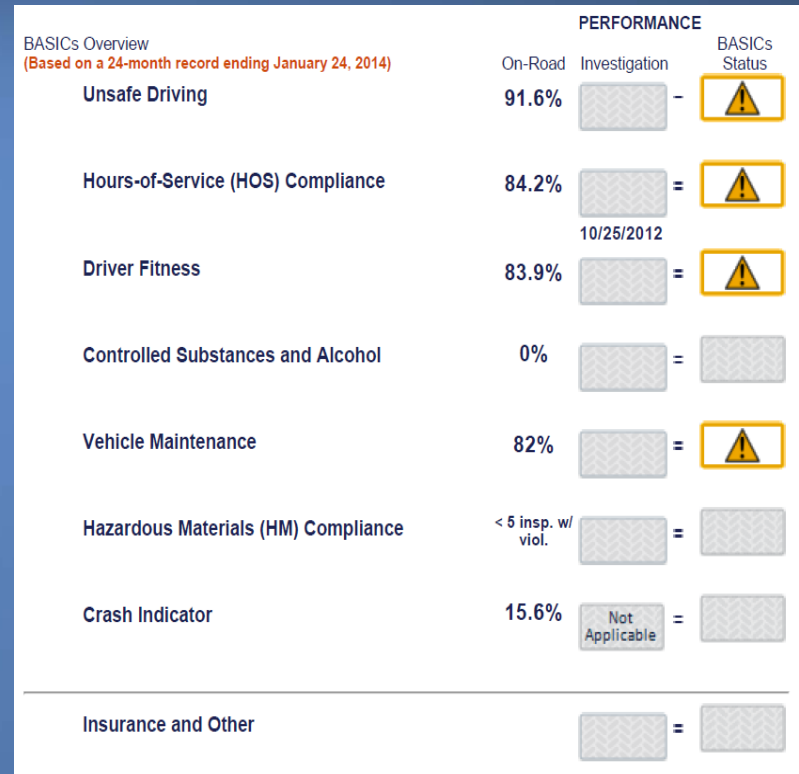 PERFORMANCE
BASICs Overview
BASICs
(Based on a 24-month record ending January 24, 2014)
On-Road Investigation
Status
Unsafe Driving
91.6%
-
Hours-of-Service (HOS) Compliance
84.2%
=
10/25/2012
Driver Fitness
83.9%
=
Controlled Substances and Alcohol
0%
=
Vehicle Maintenance
82%
=
Hazardous Materials (HM) Compliance
< 5 insp. w/
viol.
=
Crash Indicator
15.6%
Not
Applicable
=
Insurance and Other
=